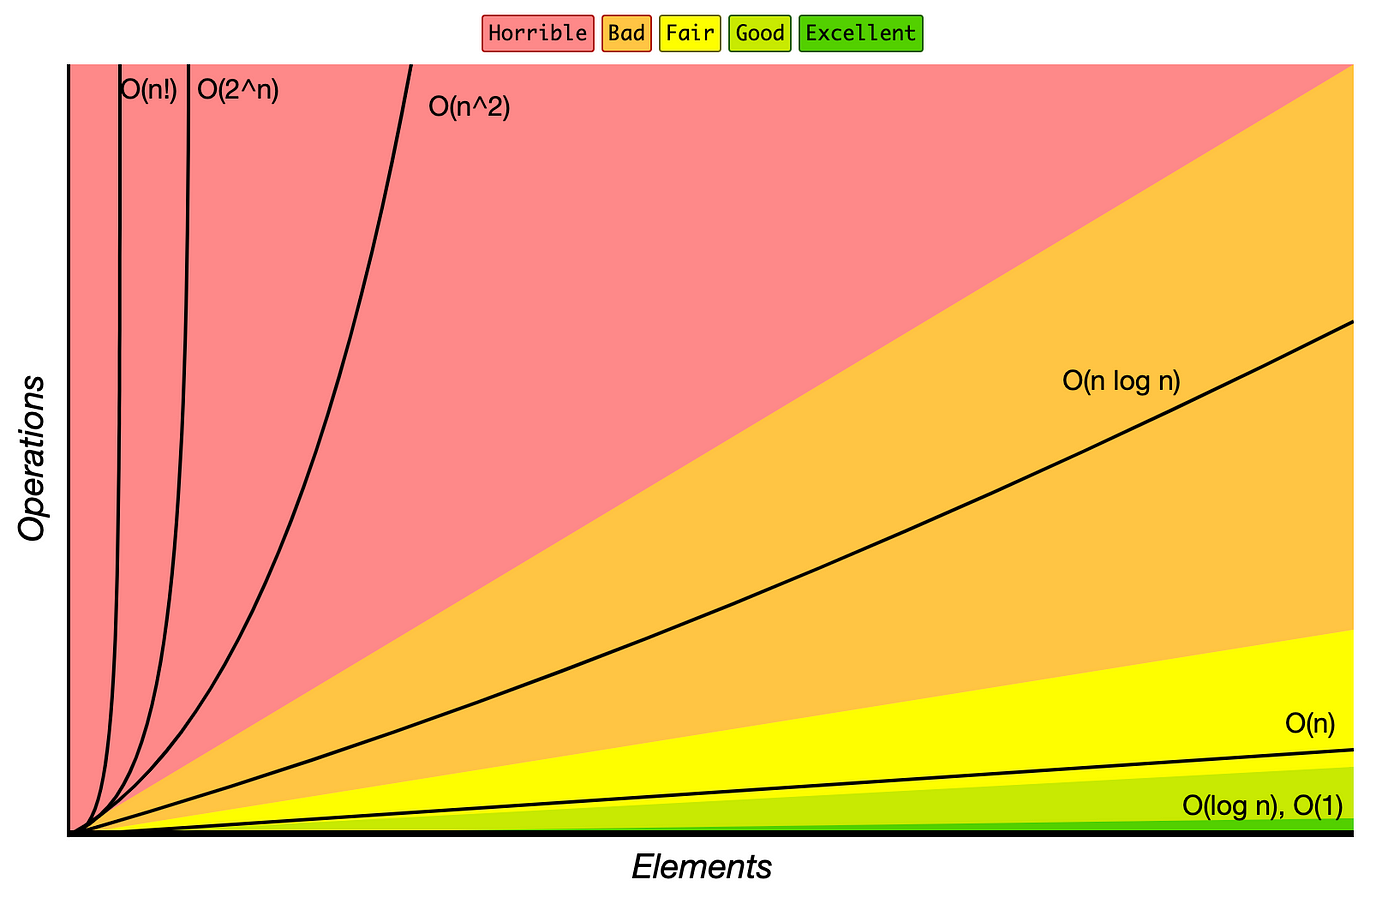 Horrible Bad Fair Good Excellent
O(n!) O(2^n)
O(n^2)
O(n log n)
Operations
O(n)
O(log n), O(1)
Elements